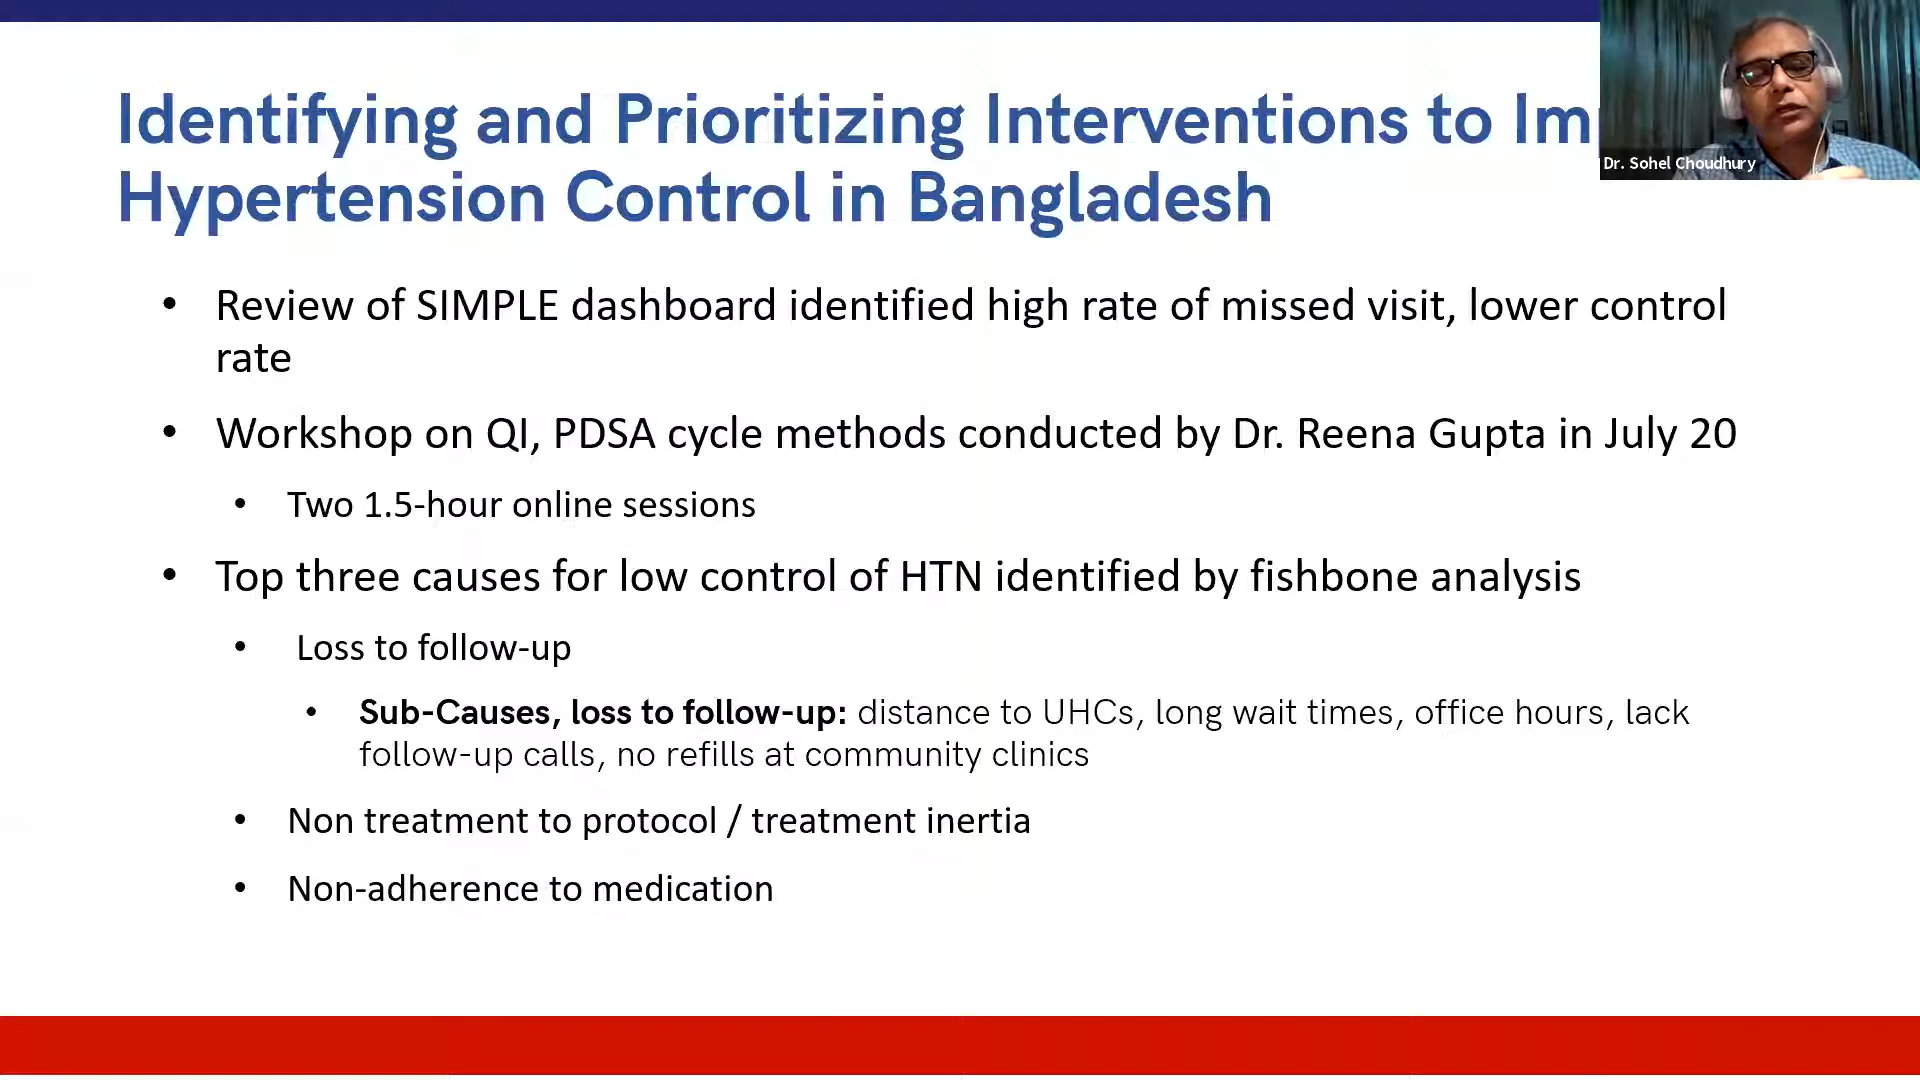 Identifying and Prioritizing Interventions to Im
Hypertension Control in Bangladesh
Dr. Sohel Choudhury
• Review of SIMPLE dashboard identified high rate of missed visit, lower control
rate
• Workshop on QI, PDSA cycle methods conducted by Dr. Reena Gupta in July 20
• Two 1.5-hour online sessions
• Top three causes for low control of HTN identified by fishbone analysis
• Loss to follow-up
• Sub-Causes, loss to follow-up: distance to UHCs, long wait times, office hours, lack
follow-up calls, no refills at community clinics
• Non treatment to protocol / treatment inertia
• Non-adherence to medication